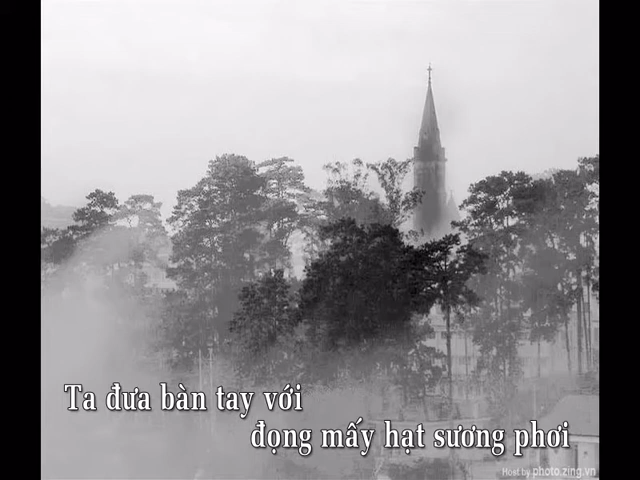 Ta đưa bàn tay với
đọng mấy hạt sương phơi
Host by photo.zing.vn